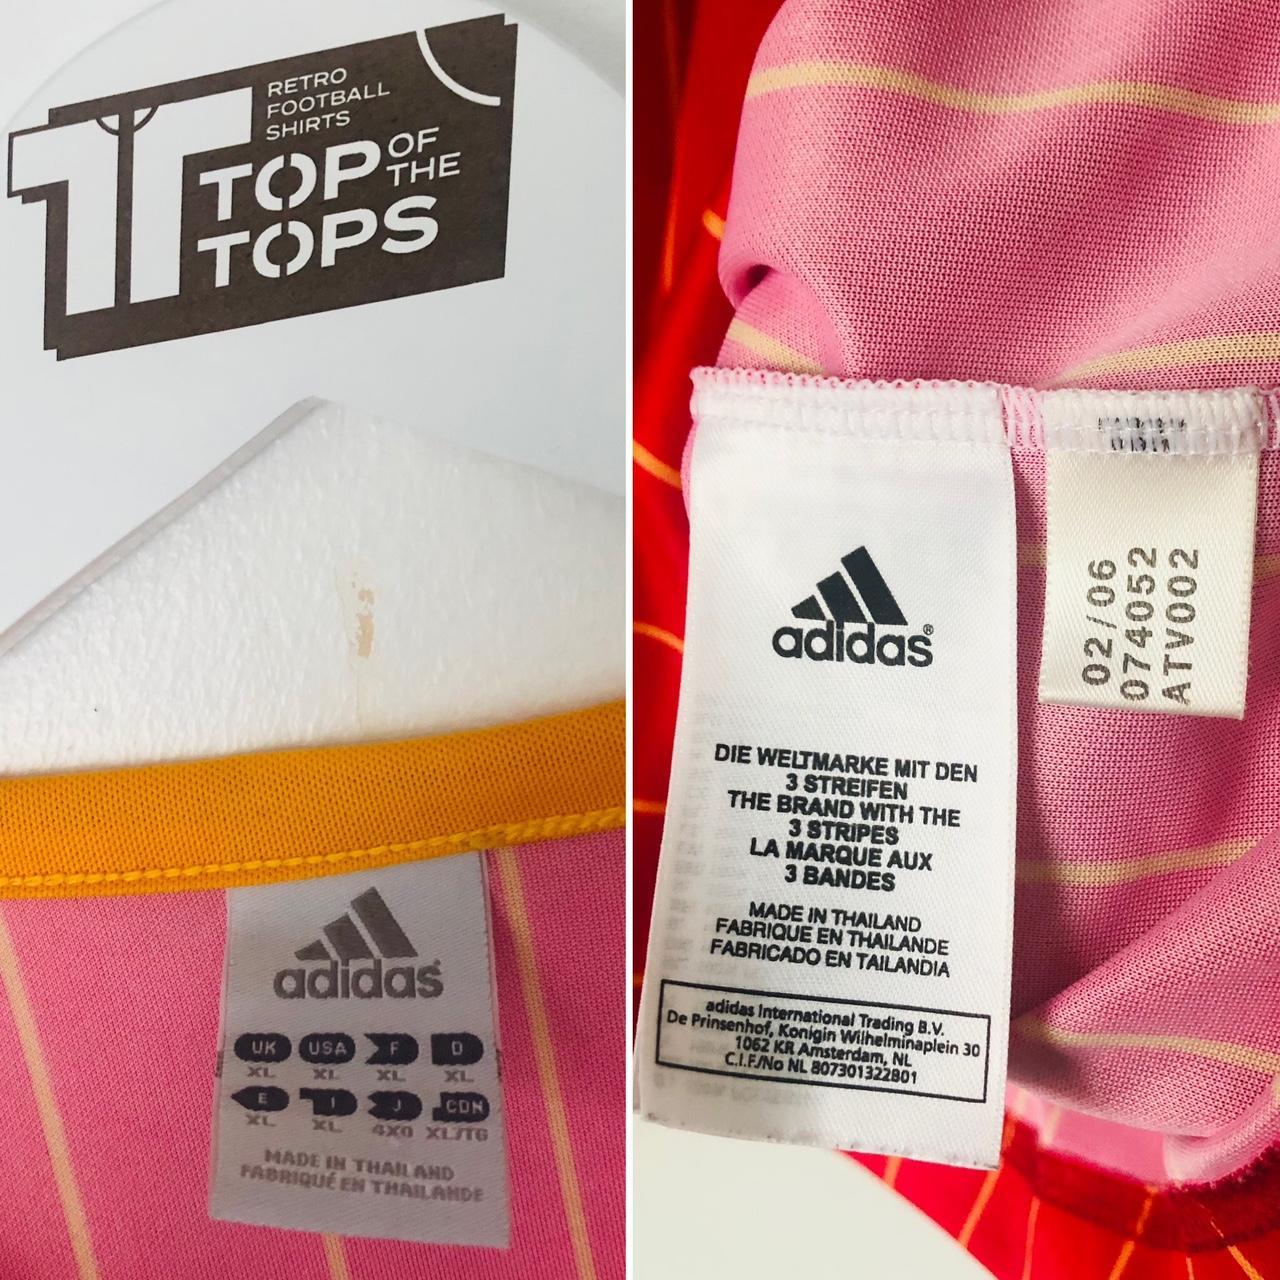 RETRO
FOOTBALL
SHIRTS
TOP OF THE
TOPS
adidas
UK USA F D
XL XL XL XL
E I J CDN
XL XL 4XO XL/TG
MADE IN THAILAND
FABRIQUÉ EN THAILANDE
adidas®
DIE WELTMARKE MIT DEN
3 STREIFEN
THE BRAND WITH THE
3 STRIPES
LA MARQUE AUX
3 BANDES
MADE IN THAILAND
FABRIQUE EN THAILANDE
FABRICADO EN TAILANDIA
adidas International Trading B.V.
De Prinsenhof, Konigin Wilhelminaplein 30
1062 KR Amsterdam, NL
C.I.F./No NL 807301322B01
02/06
074052
ATV002